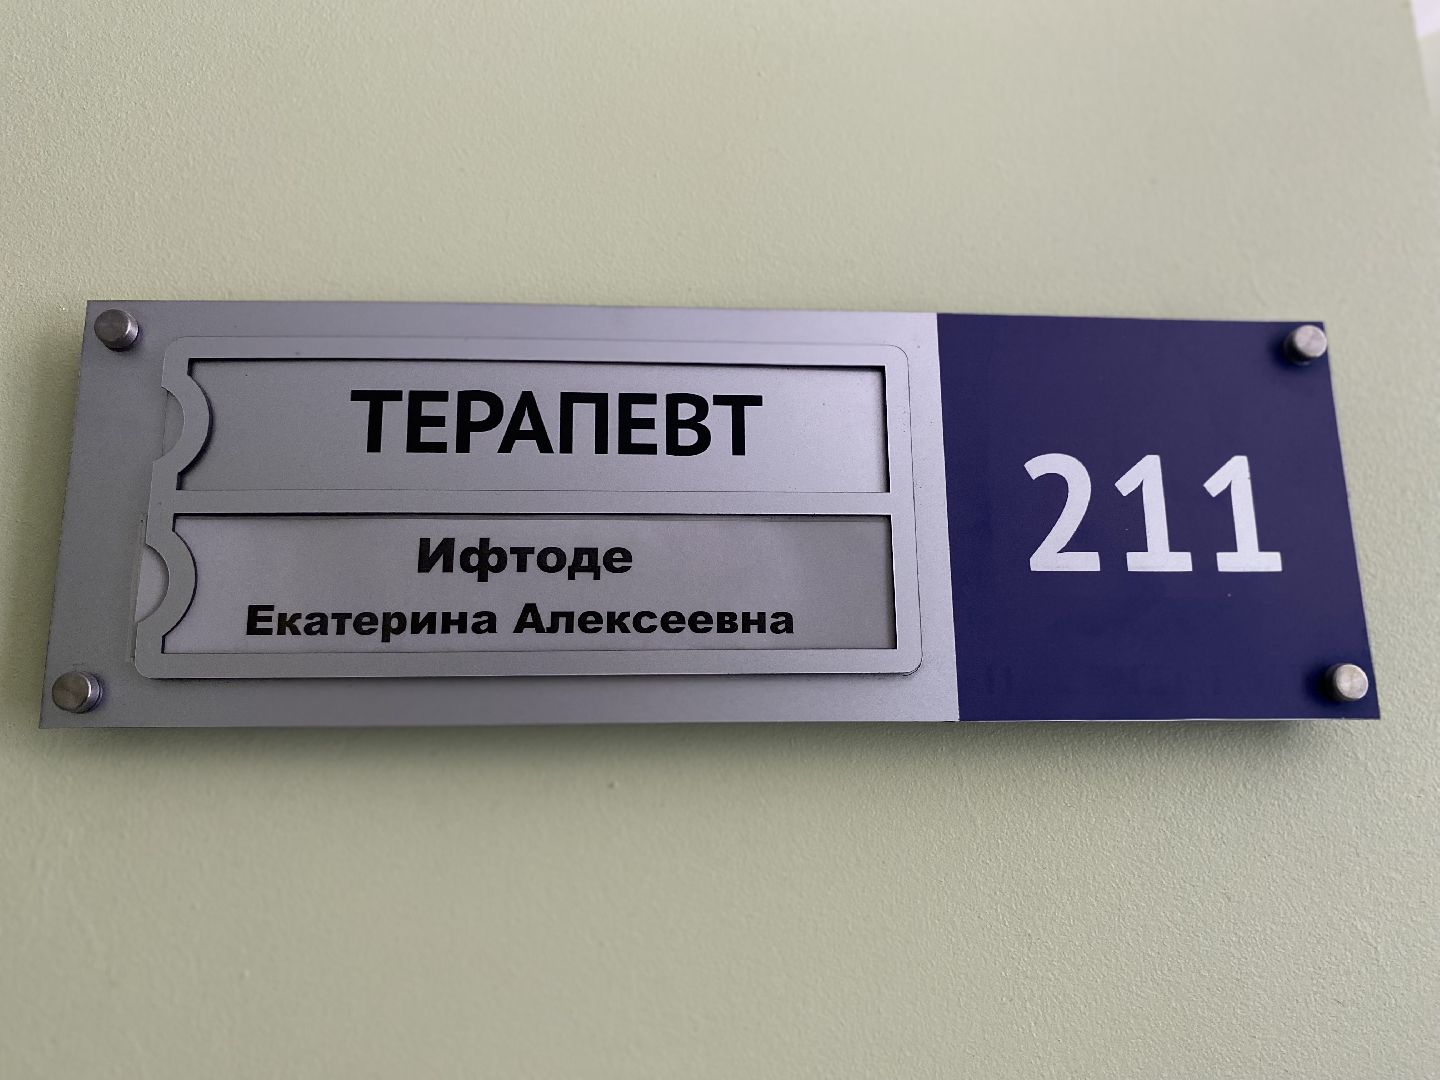 ТЕРАПЕВТ
Ифтоде
Екатерина Алексеевна
211